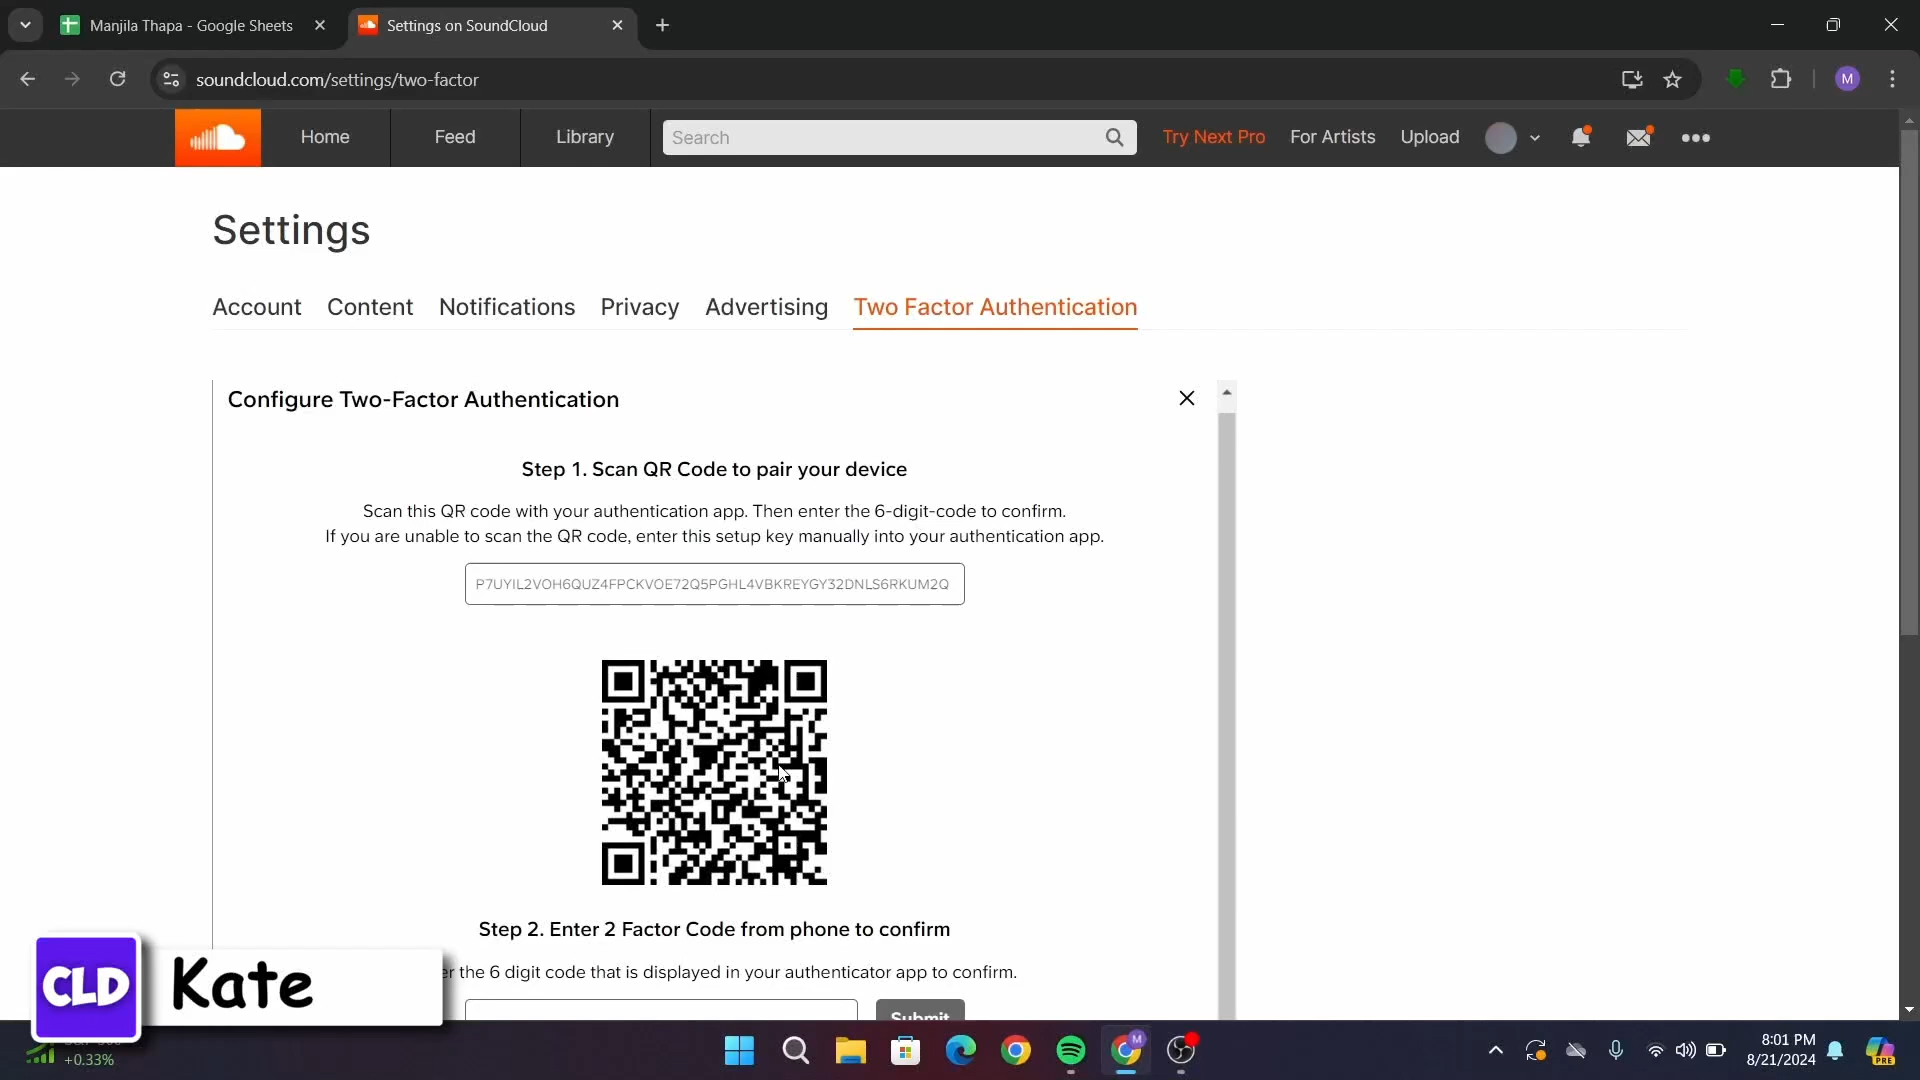 Manjila Thapa - Google Sheets
Settings on SoundCloud
soundcloud.com/settings/two-factor
M
Home
Feed
Library
Search
Try Next Pro
For Artists
Upload
Settings
Account
Content
Notifications
Privacy
Advertising
Two Factor Authentication
Configure Two-Factor Authentication
Step 1. Scan QR Code to pair your device
Scan this QR code with your authentication app. Then enter the 6-digit-code to confirm.
If you are unable to scan the QR code, enter this setup key manually into your authentication app.
P7UYIL2VOH6QUZ4FPCKVOE72Q5PGHL4VBKREYGY32DNLS6RKUM2Q
Step 2. Enter 2 Factor Code from phone to confirm
the 6 digit code that is displayed in your authenticator app to confirm.
Submit
CLD
Kate
+0.33%
M
8:01 PM
8/21/2024
PRE